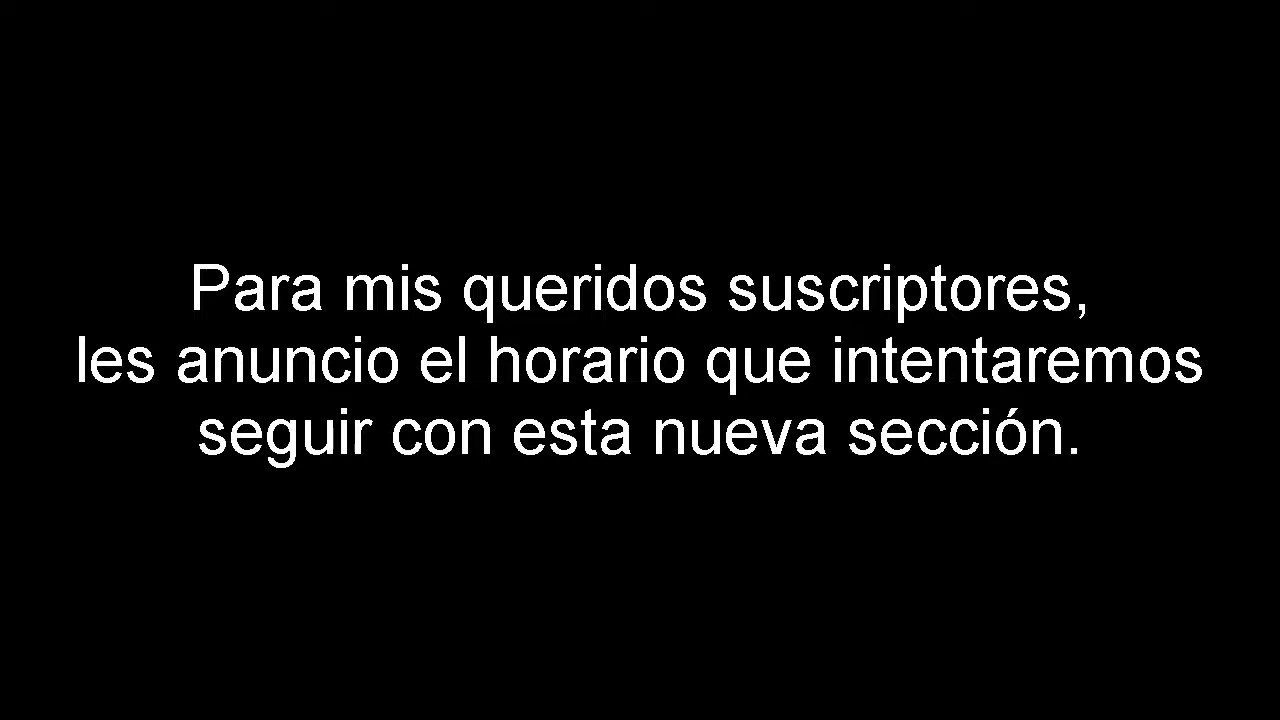 Para mis queridos suscriptores,
les anuncio el horario que intentaremos
seguir con esta nueva sección.